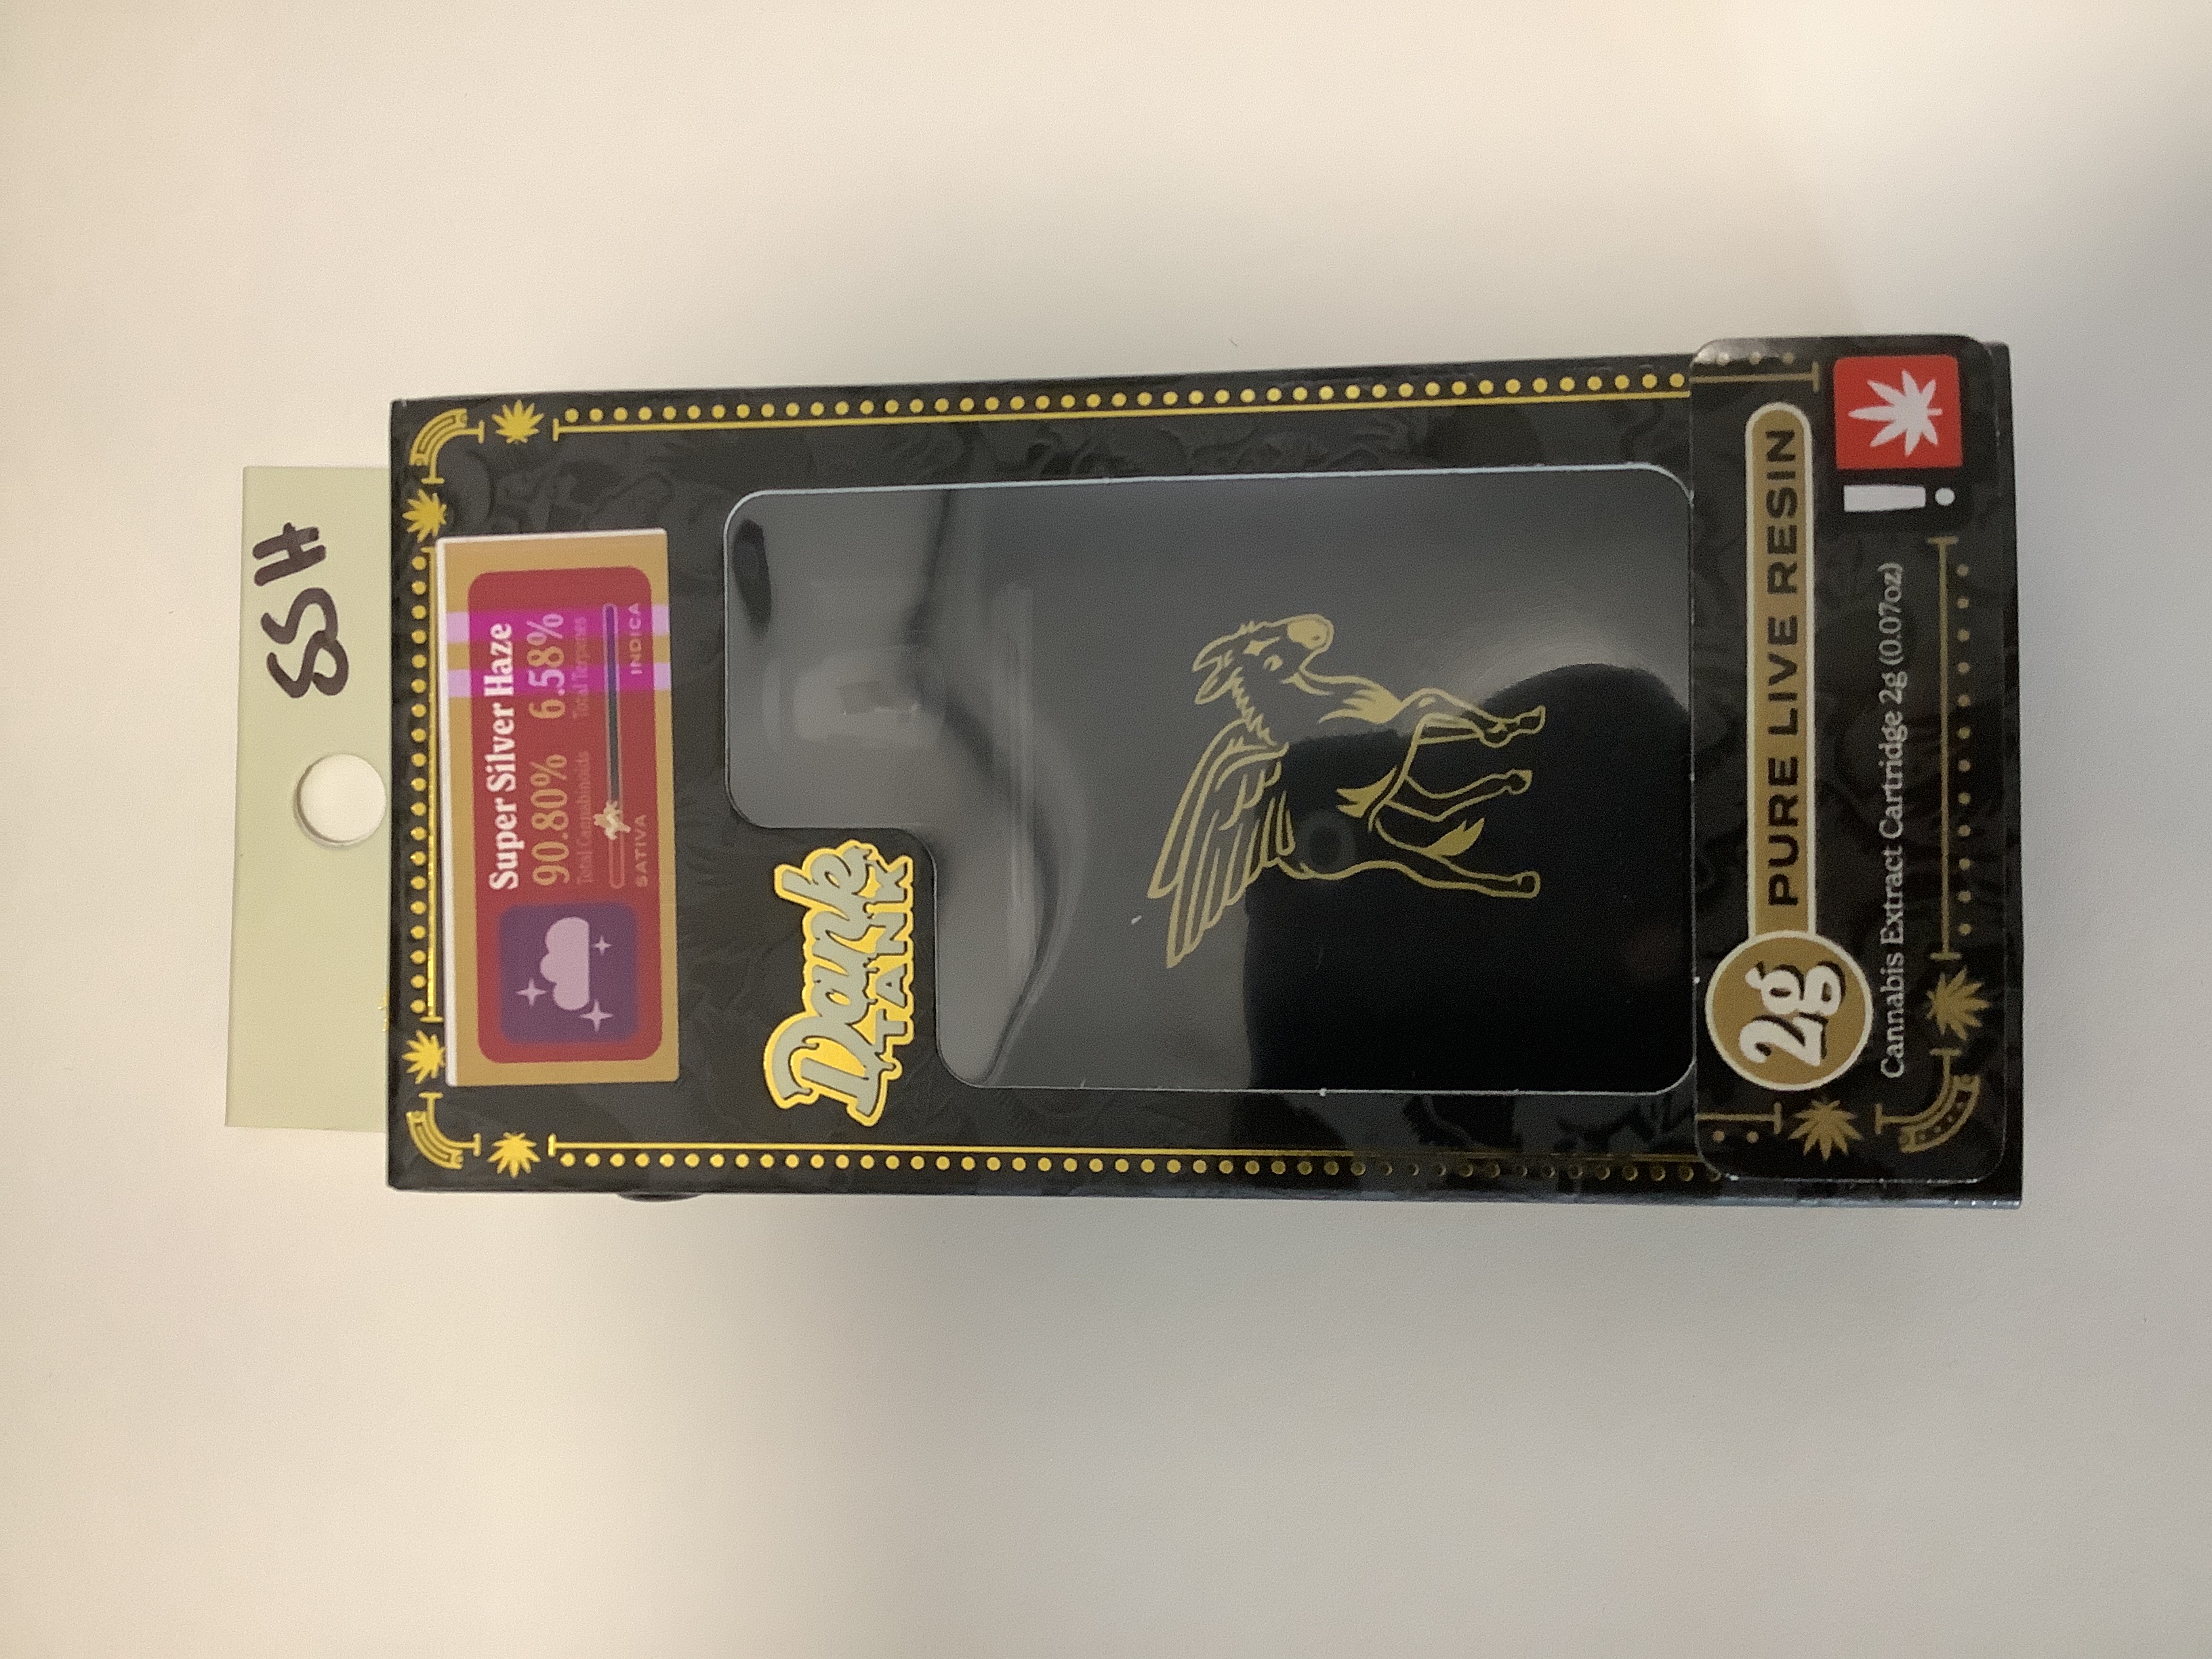 SSH
Super Silver Haze
90.80% 6.58%
Total Cannabinoids Total Terpenes
SATIVA INDICA
Dank
TANK
2g PURE LIVE RESIN
Cannabis Extract Cartridge 2g (0.07oz)
!